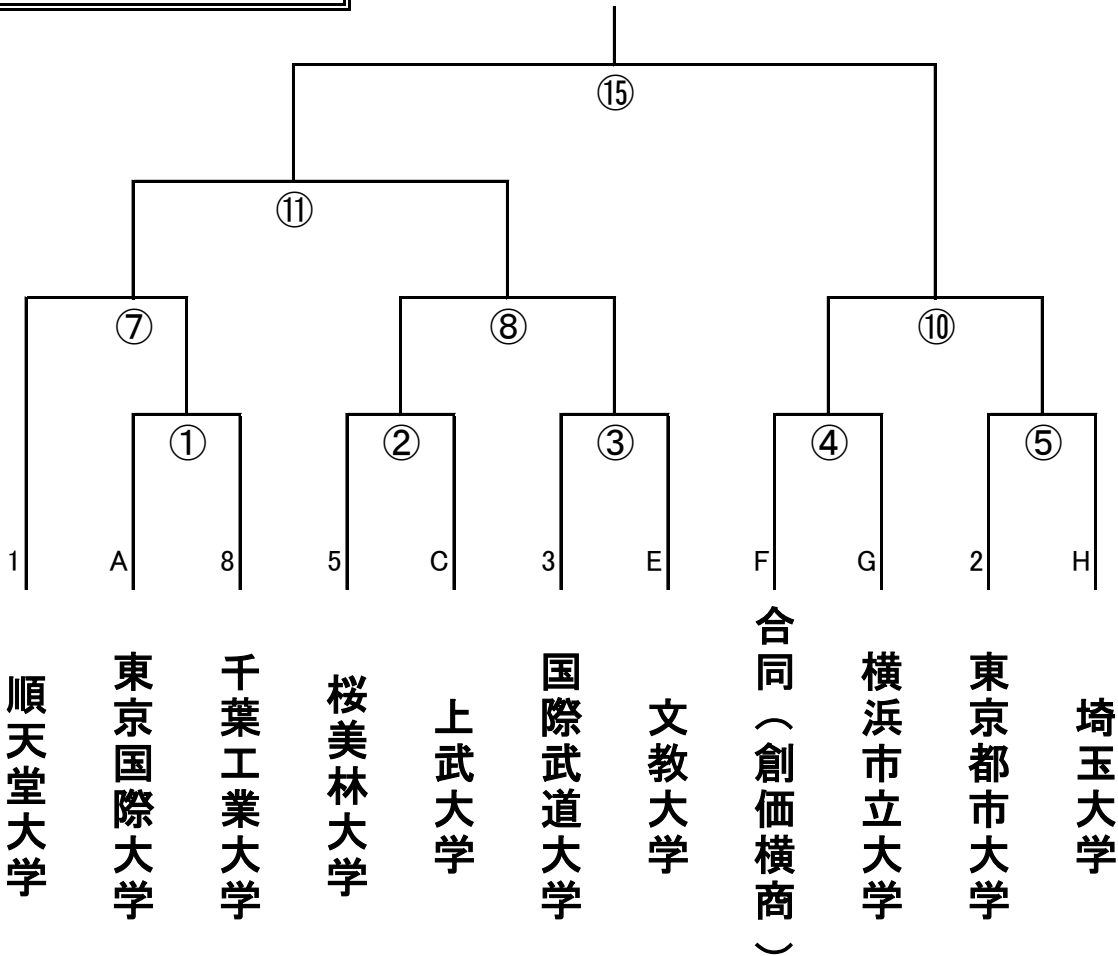 ⑮
⑪
⑦
⑧
⑩
①
②
③
④
⑤
1
A
8
5
C
3
E
F
G
2
H
順天堂大学
東京国際大学
千葉工業大学
桜美林大学
上武大学
国際武道大学
文教大学
合同（創価横商）
横浜市立大学
東京都市大学
埼玉大学